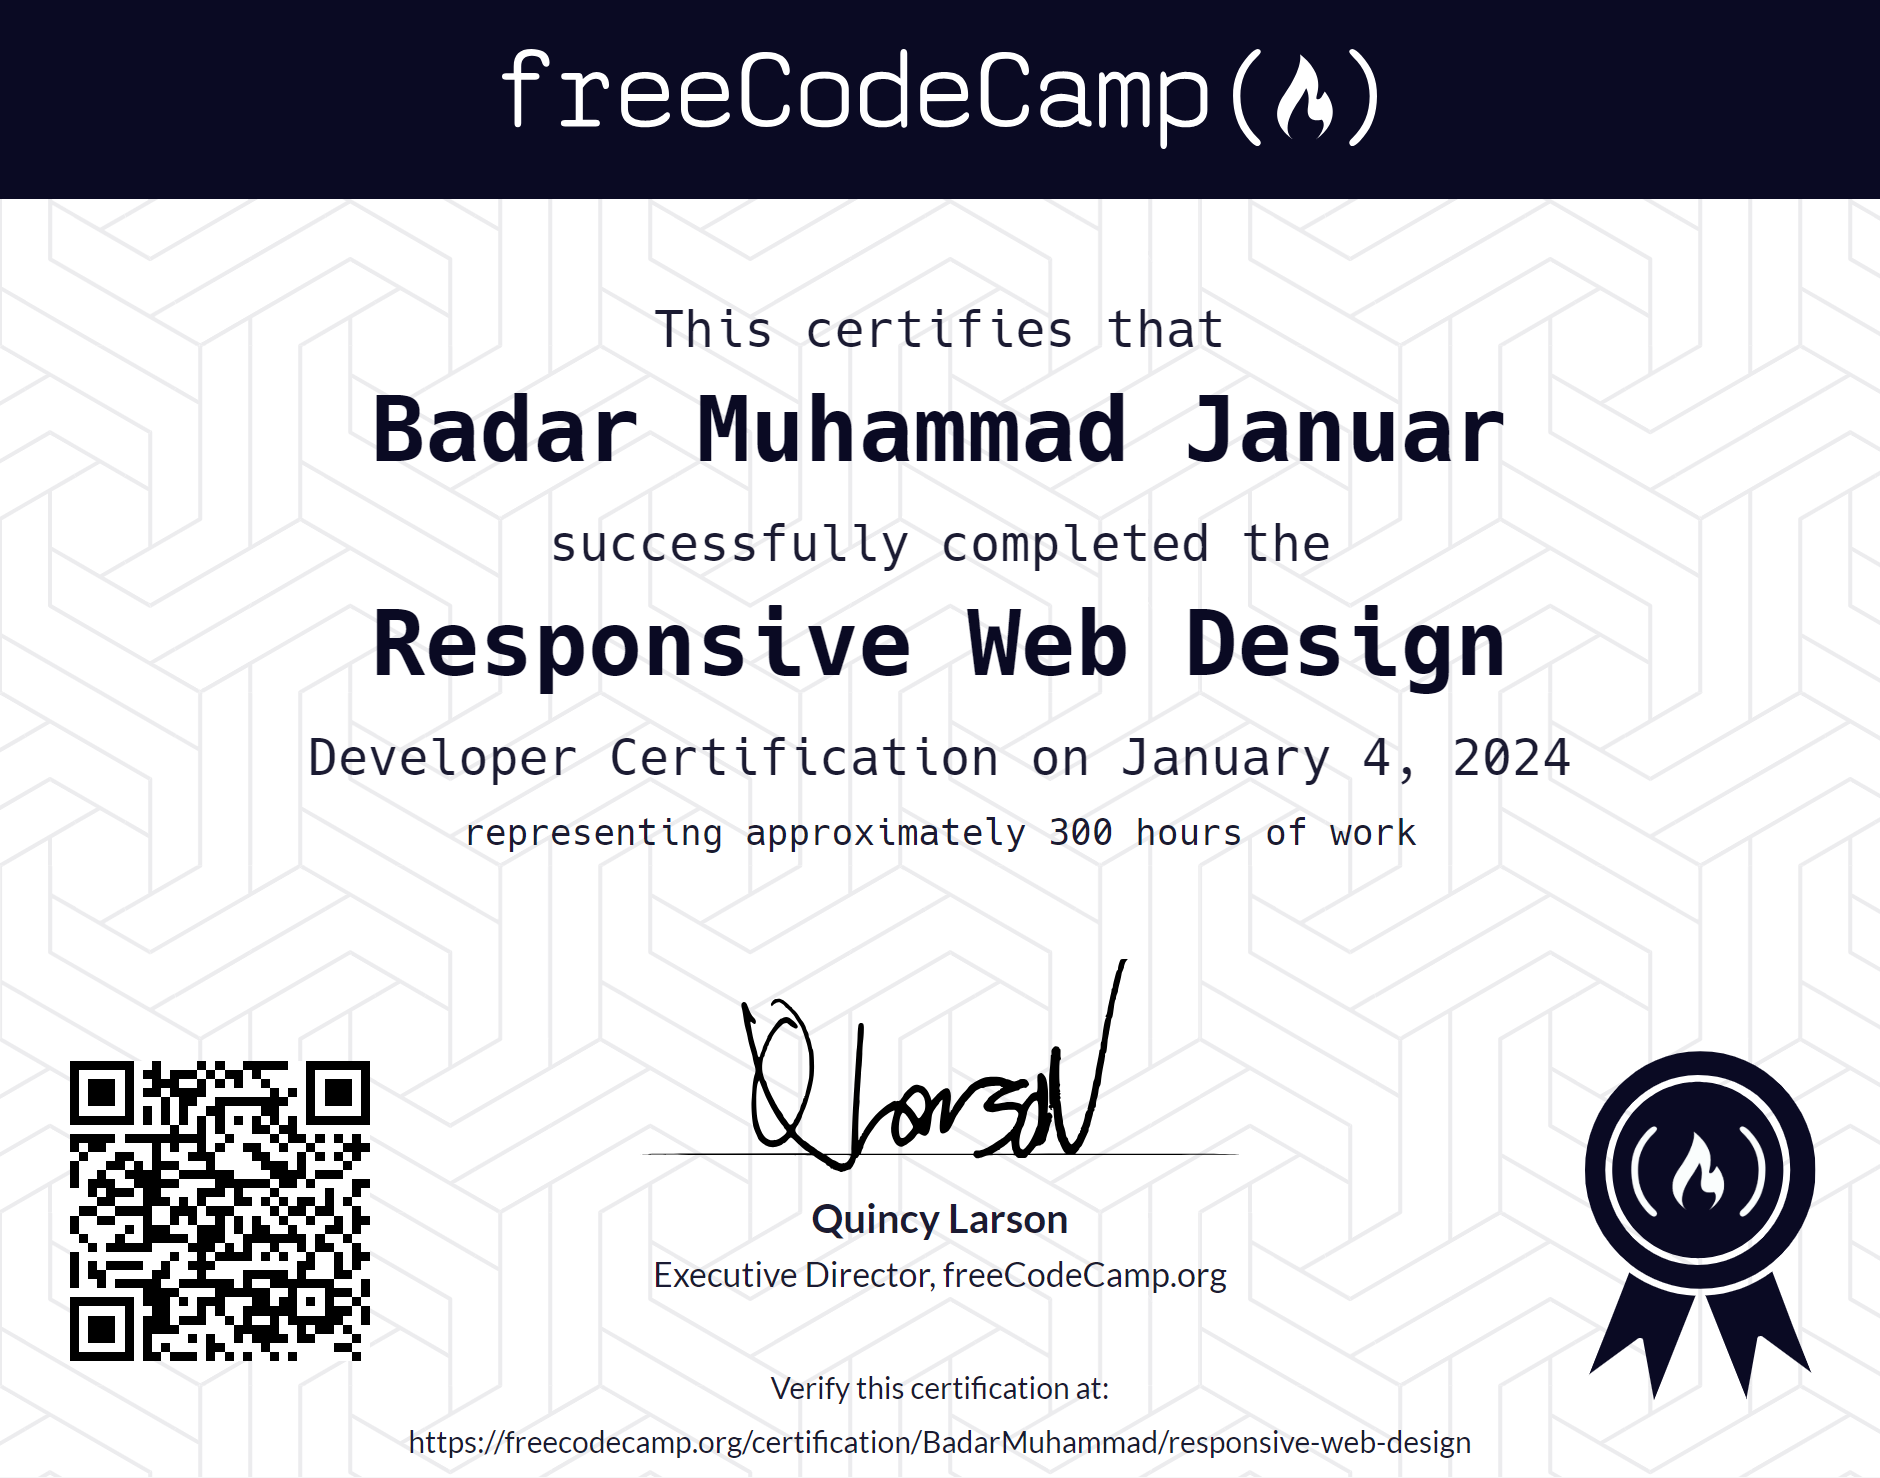 freeCodeCamp
This certifies that
Badar Muhammad Januar
successfully completed the
Responsive Web Design
Developer Certification on January 4, 2024
representing approximately 300 hours of work
Quincy Larson
Executive Director, freeCodeCamp.org
Verify this certification at:
https://freecodecamp.org/certification/BadarMuhammad/responsive-web-design